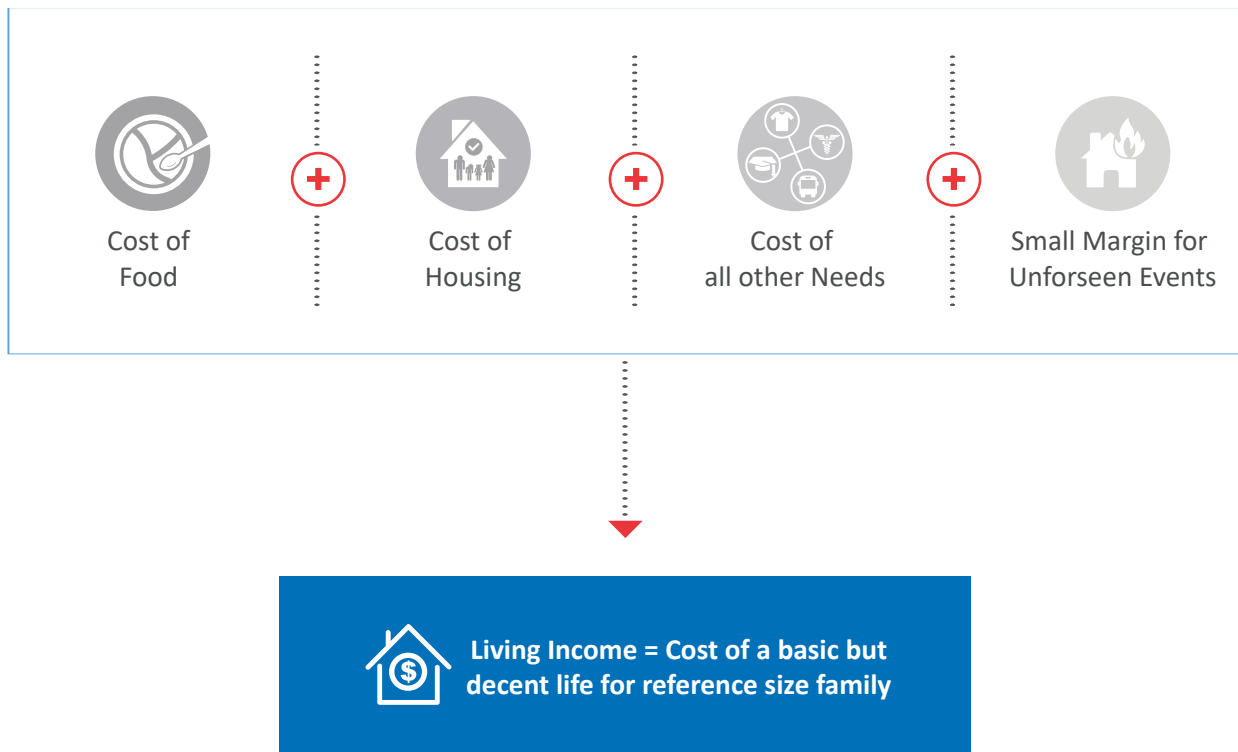 Cost of
Food
Cost of
Housing
Cost of
all other Needs
Small Margin for
Unforseen Events
$
Living Income = Cost of a basic but
decent life for reference size family